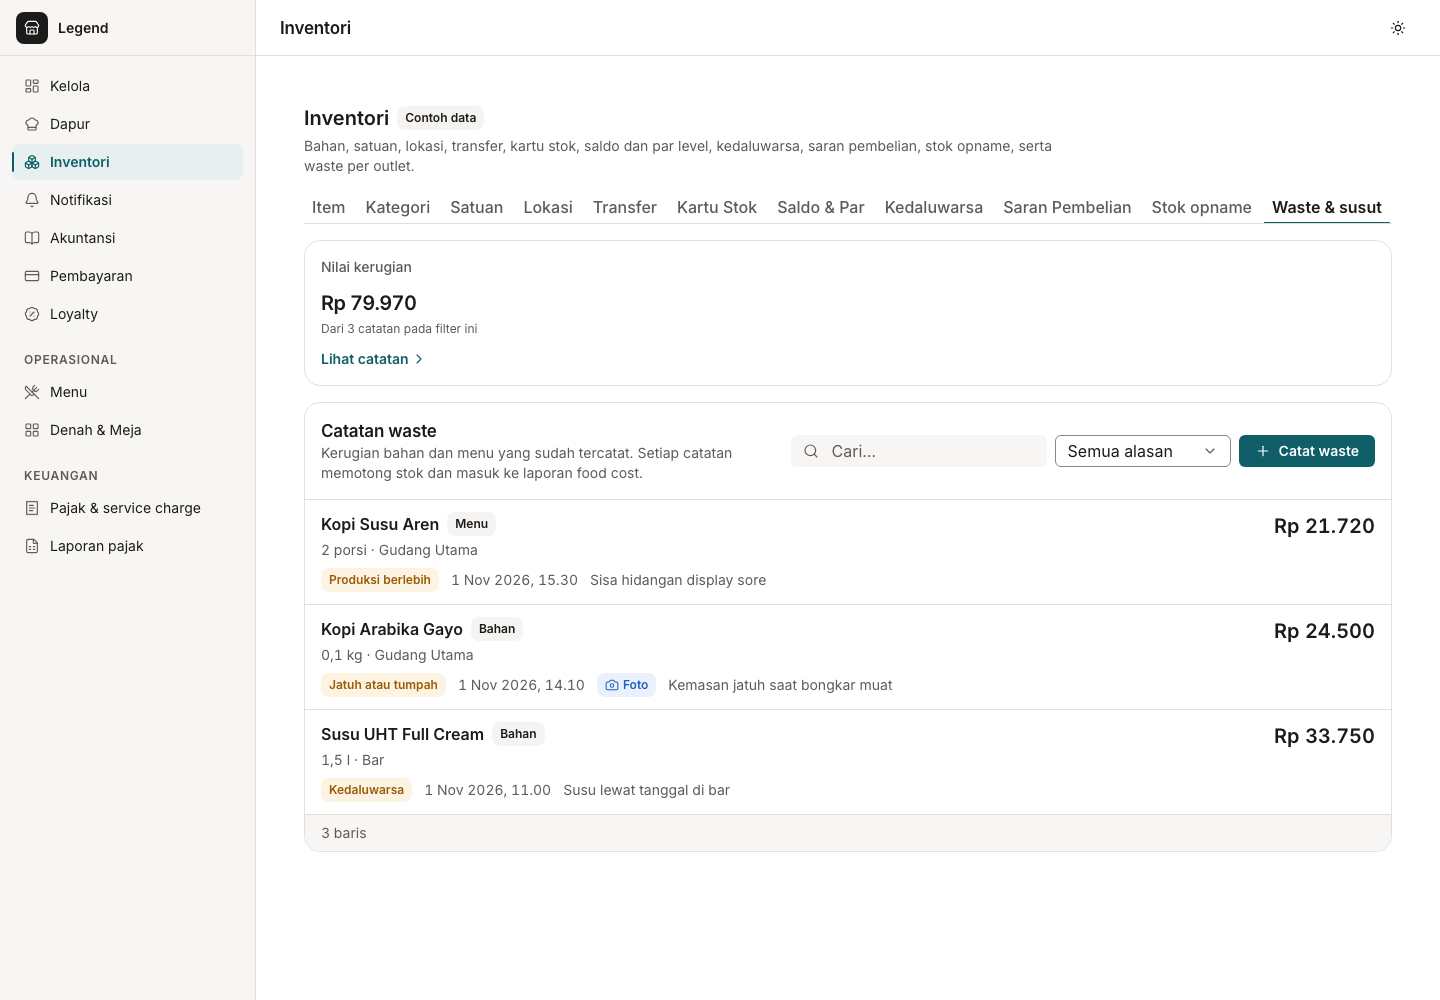 Legend
Inventori
Kelola
Dapur
Inventori
Notifikasi
Akuntansi
Pembayaran
Loyalty
OPERASIONAL
Menu
Denah & Meja
KEUANGAN
Pajak & service charge
Laporan pajak
Inventori Contoh data
Bahan, satuan, lokasi, transfer, kartu stok, saldo dan par level, kedaluwarsa, saran pembelian, stok opname, serta
waste per outlet.
Item Kategori Satuan Lokasi Transfer Kartu Stok Saldo & Par Kedaluwarsa Saran Pembelian Stok opname Waste & susut
Nilai kerugian
Rp 79.970
Dari 3 catatan pada filter ini
Lihat catatan
Catatan waste
Kerugian bahan dan menu yang sudah tercatat. Setiap catatan
memotong stok dan masuk ke laporan food cost.
Cari... Semua alasan Catat waste
Kopi Susu Aren Menu Rp 21.720
2 porsi · Gudang Utama
Produksi berlebih 1 Nov 2026, 15.30 Sisa hidangan display sore
Kopi Arabika Gayo Bahan Rp 24.500
0,1 kg · Gudang Utama
Jatuh atau tumpah 1 Nov 2026, 14.10 Foto Kemasan jatuh saat bongkar muat
Susu UHT Full Cream Bahan Rp 33.750
1,5 l · Bar
Kedaluwarsa 1 Nov 2026, 11.00 Susu lewat tanggal di bar
3 baris